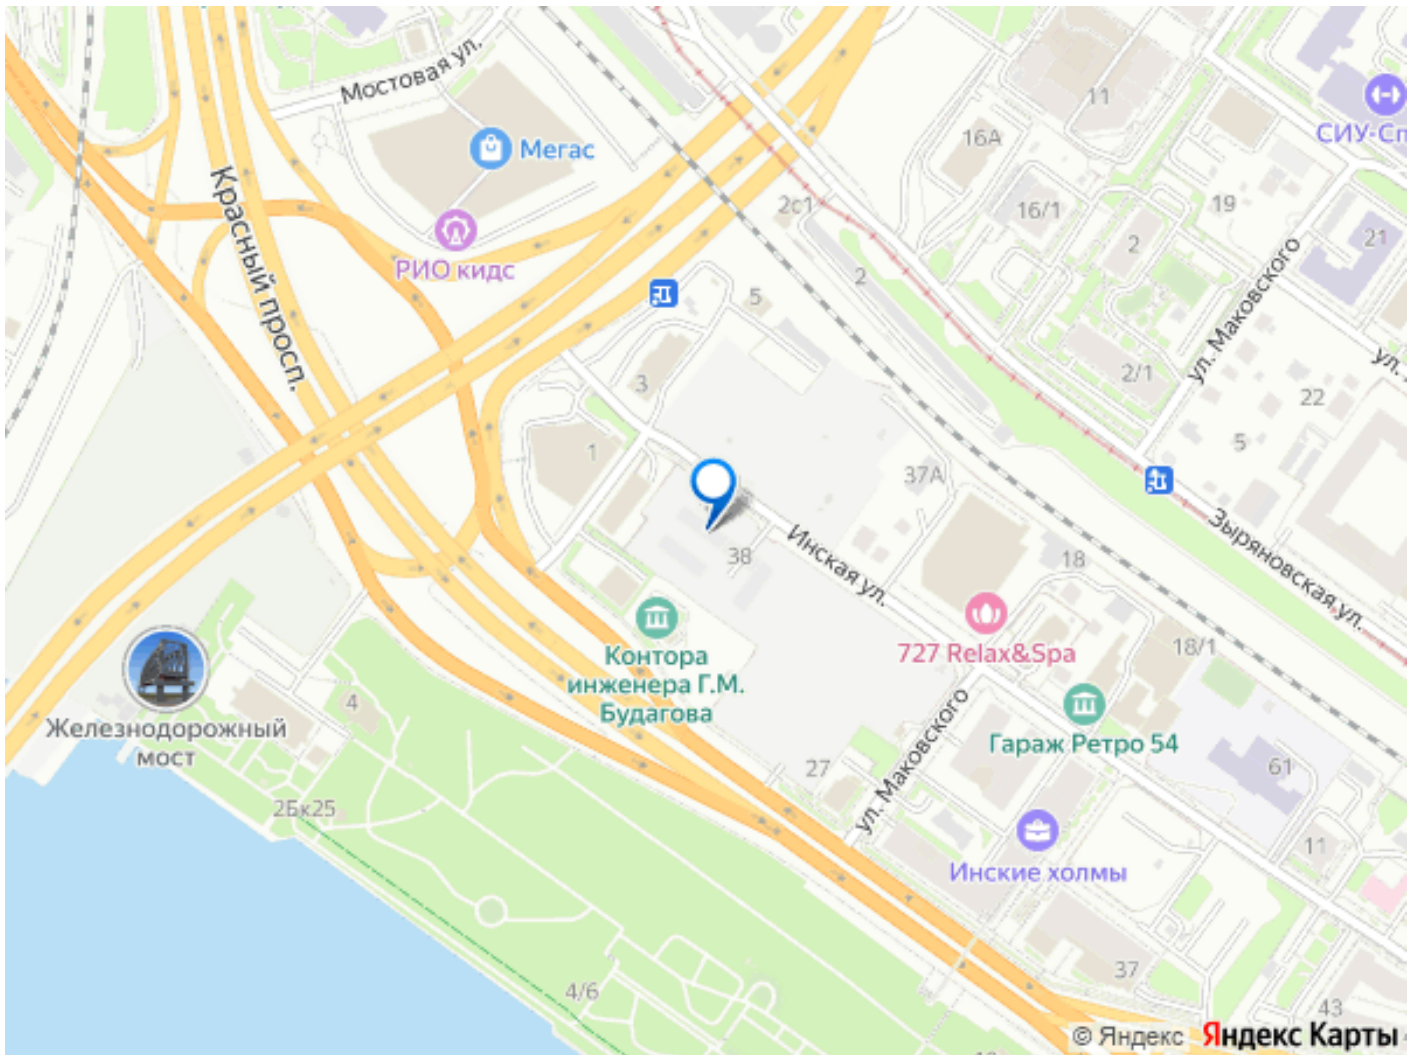 Мостовая ул.
11
СИУ-Сп
16А
Мегас
Красный просп.
2с1
16/1
19
2
21
РИО кидс
2
5
ул. Маковского
3
2/1
ул.
22
1
37А
5
38
Инская ул.
Зыряновская ул.
18
Контора
инженера Г.М.
Будагова
727 Relax&Spa
18/1
4
Железнодорожный
мост
Гараж Ретро 54
27
ул. Маковского
61
2Бк25
11
Инские холмы
37
4/6
43
© Яндекс
Яндекс Карты